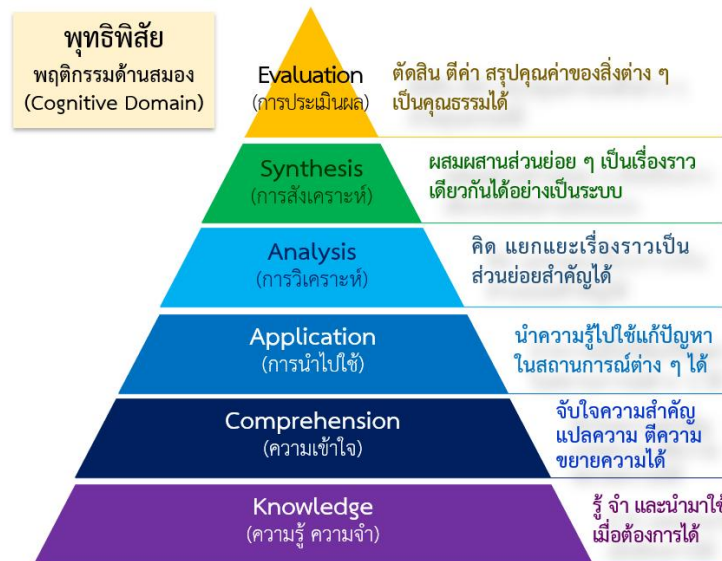 พุทธิพิสัย
พฤติกรรมด้านสมอง
(Cognitive Domain)
Evaluation
(การประเมินผล)
ตัดสิน ตีค่า สรุปคุณค่าของสิ่งต่าง ๆ
เป็นคุณธรรมได้
Synthesis
(การสังเคราะห์)
ผสมผสานส่วนย่อย ๆ เป็นเรื่องราว
เดียวกันได้อย่างเป็นระบบ
Analysis
(การวิเคราะห์)
คิด แยกแยะเรื่องราวเป็น
ส่วนย่อยสำคัญได้
Application
(การนำไปใช้)
นำความรู้ไปใช้แก้ปัญหา
ในสถานการณ์ต่าง ๆ ได้
Comprehension
(ความเข้าใจ)
จับใจความสำคัญ
แปลความ ตีความ
ขยายความได้
Knowledge
(ความรู้ ความจำ)
รู้ จำ และนำมาใช้
เมื่อต้องการได้